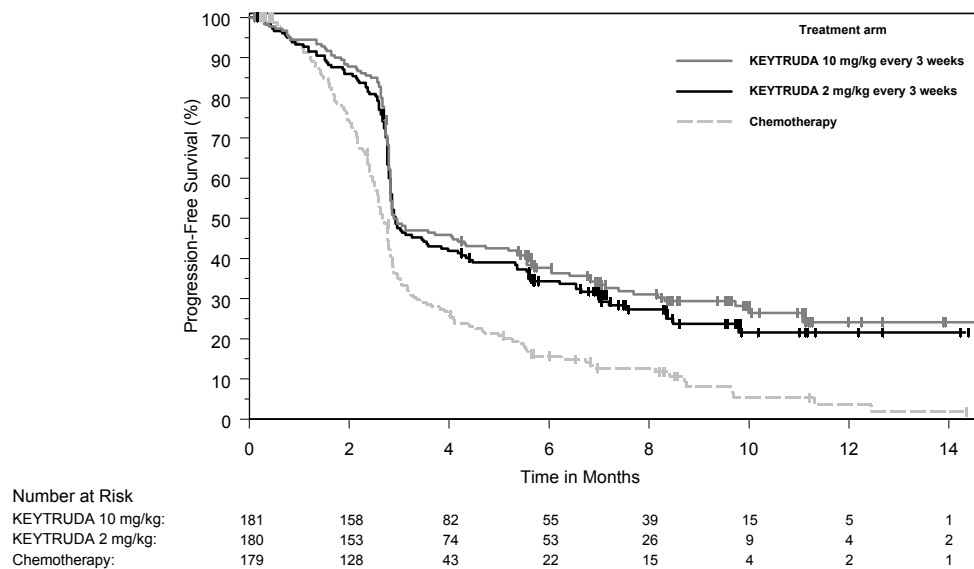 Progression-Free Survival (%)
100
90
80
70
60
50
40
30
20
10
0
Treatment arm
KEYTRUDA 10 mg/kg every 3 weeks
KEYTRUDA 2 mg/kg every 3 weeks
Chemotherapy
0 2 4 6 8 10 12 14
Time in Months
Number at Risk
KEYTRUDA 10 mg/kg: 181 158 82 55 39 15 5 1
KEYTRUDA 2 mg/kg: 180 153 74 53 26 9 4 2
Chemotherapy: 179 128 43 22 15 4 2 1